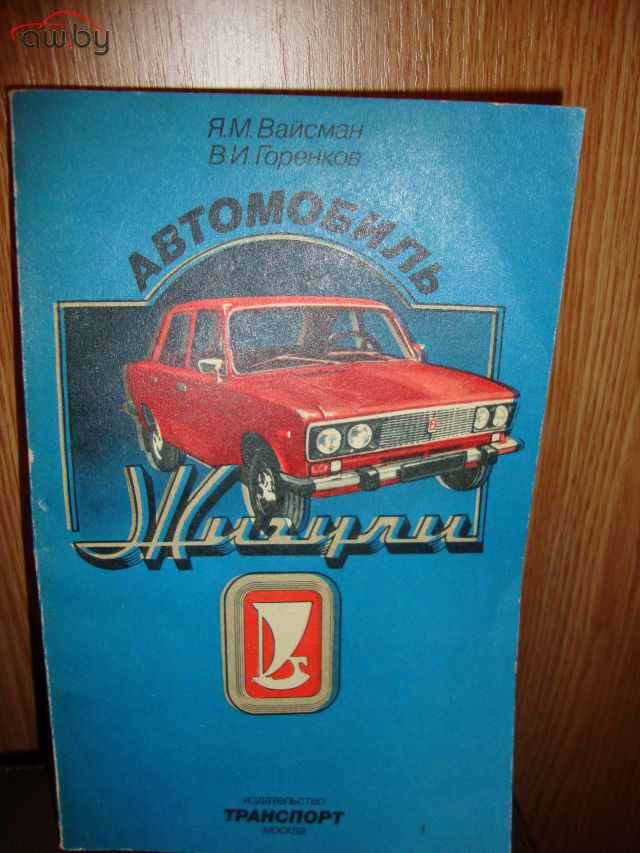 aw.by
Я.М. Вайсман
В.И. Горенков
АВТОМОБИЛЬ
Жигули
издательство
ТРАНСПОРТ
москва